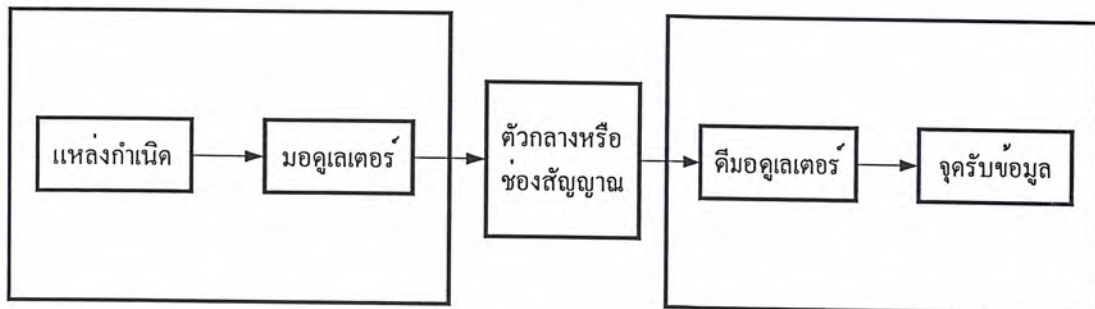 แหล่งกำเนิด
มอดูเลเตอร์
ตัวกลางหรือ
ช่องสัญญาณ
ดีมอดูเลเตอร์
จุดรับข้อมูล